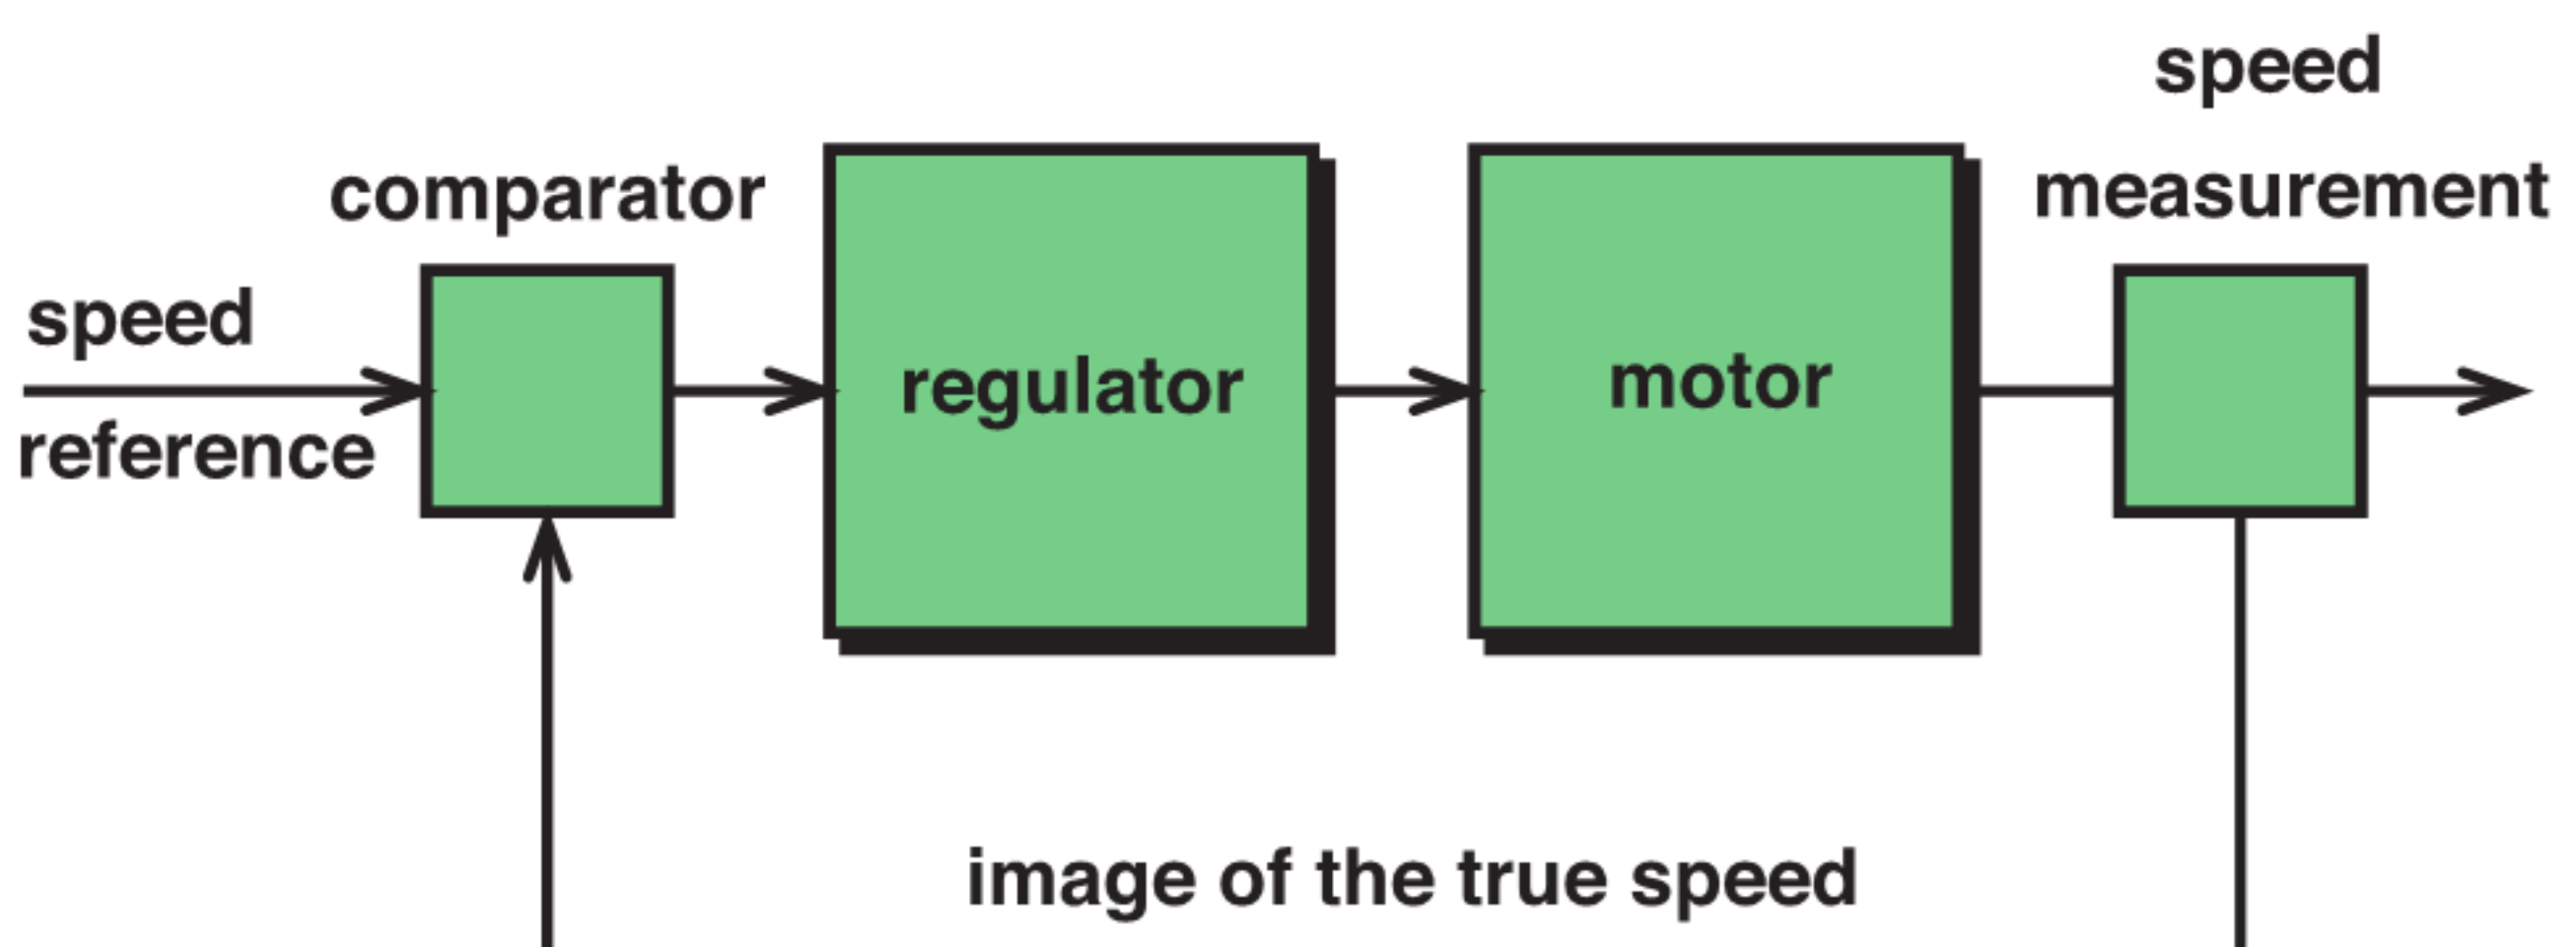 speed
measurement
comparator
speed
reference
regulator
motor
image of the true speed